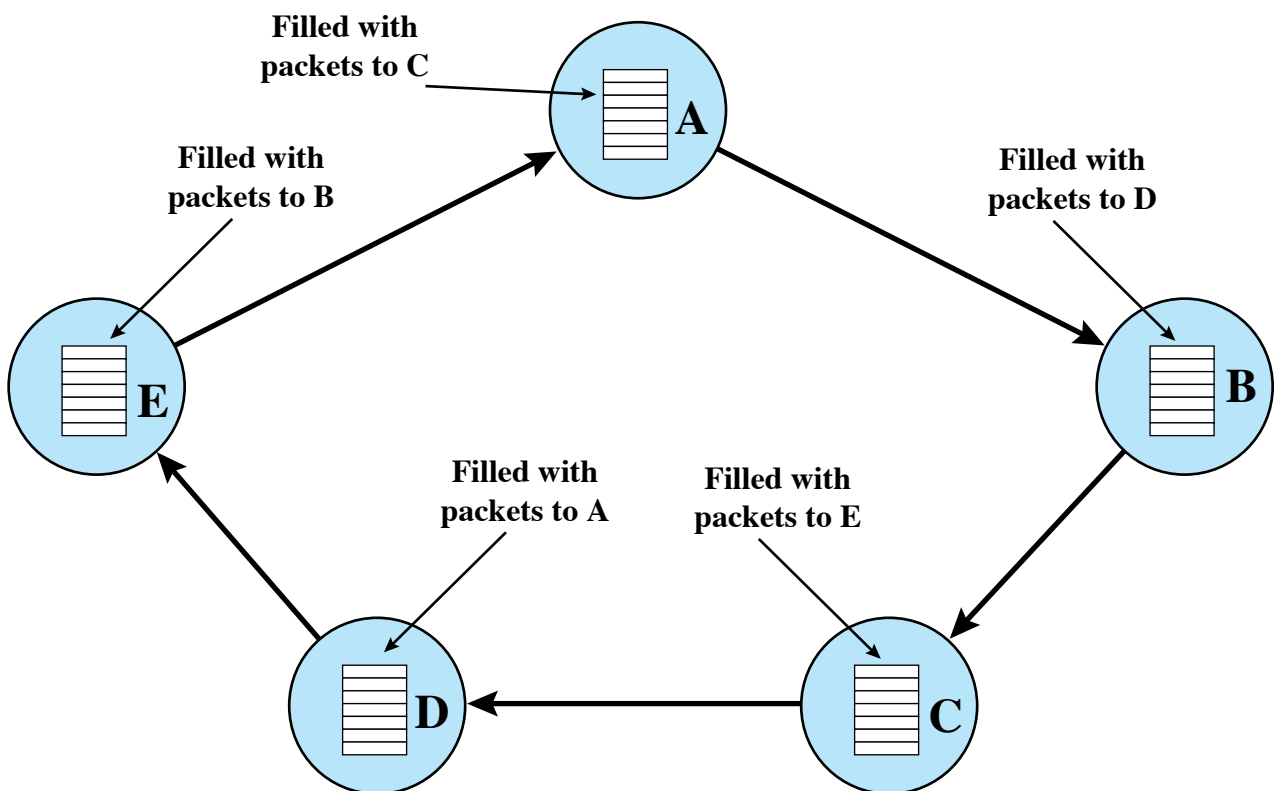 Filled with
packets to C
A
Filled with
packets to B
Filled with
packets to D
E
B
Filled with
packets to A
Filled with
packets to E
D
C